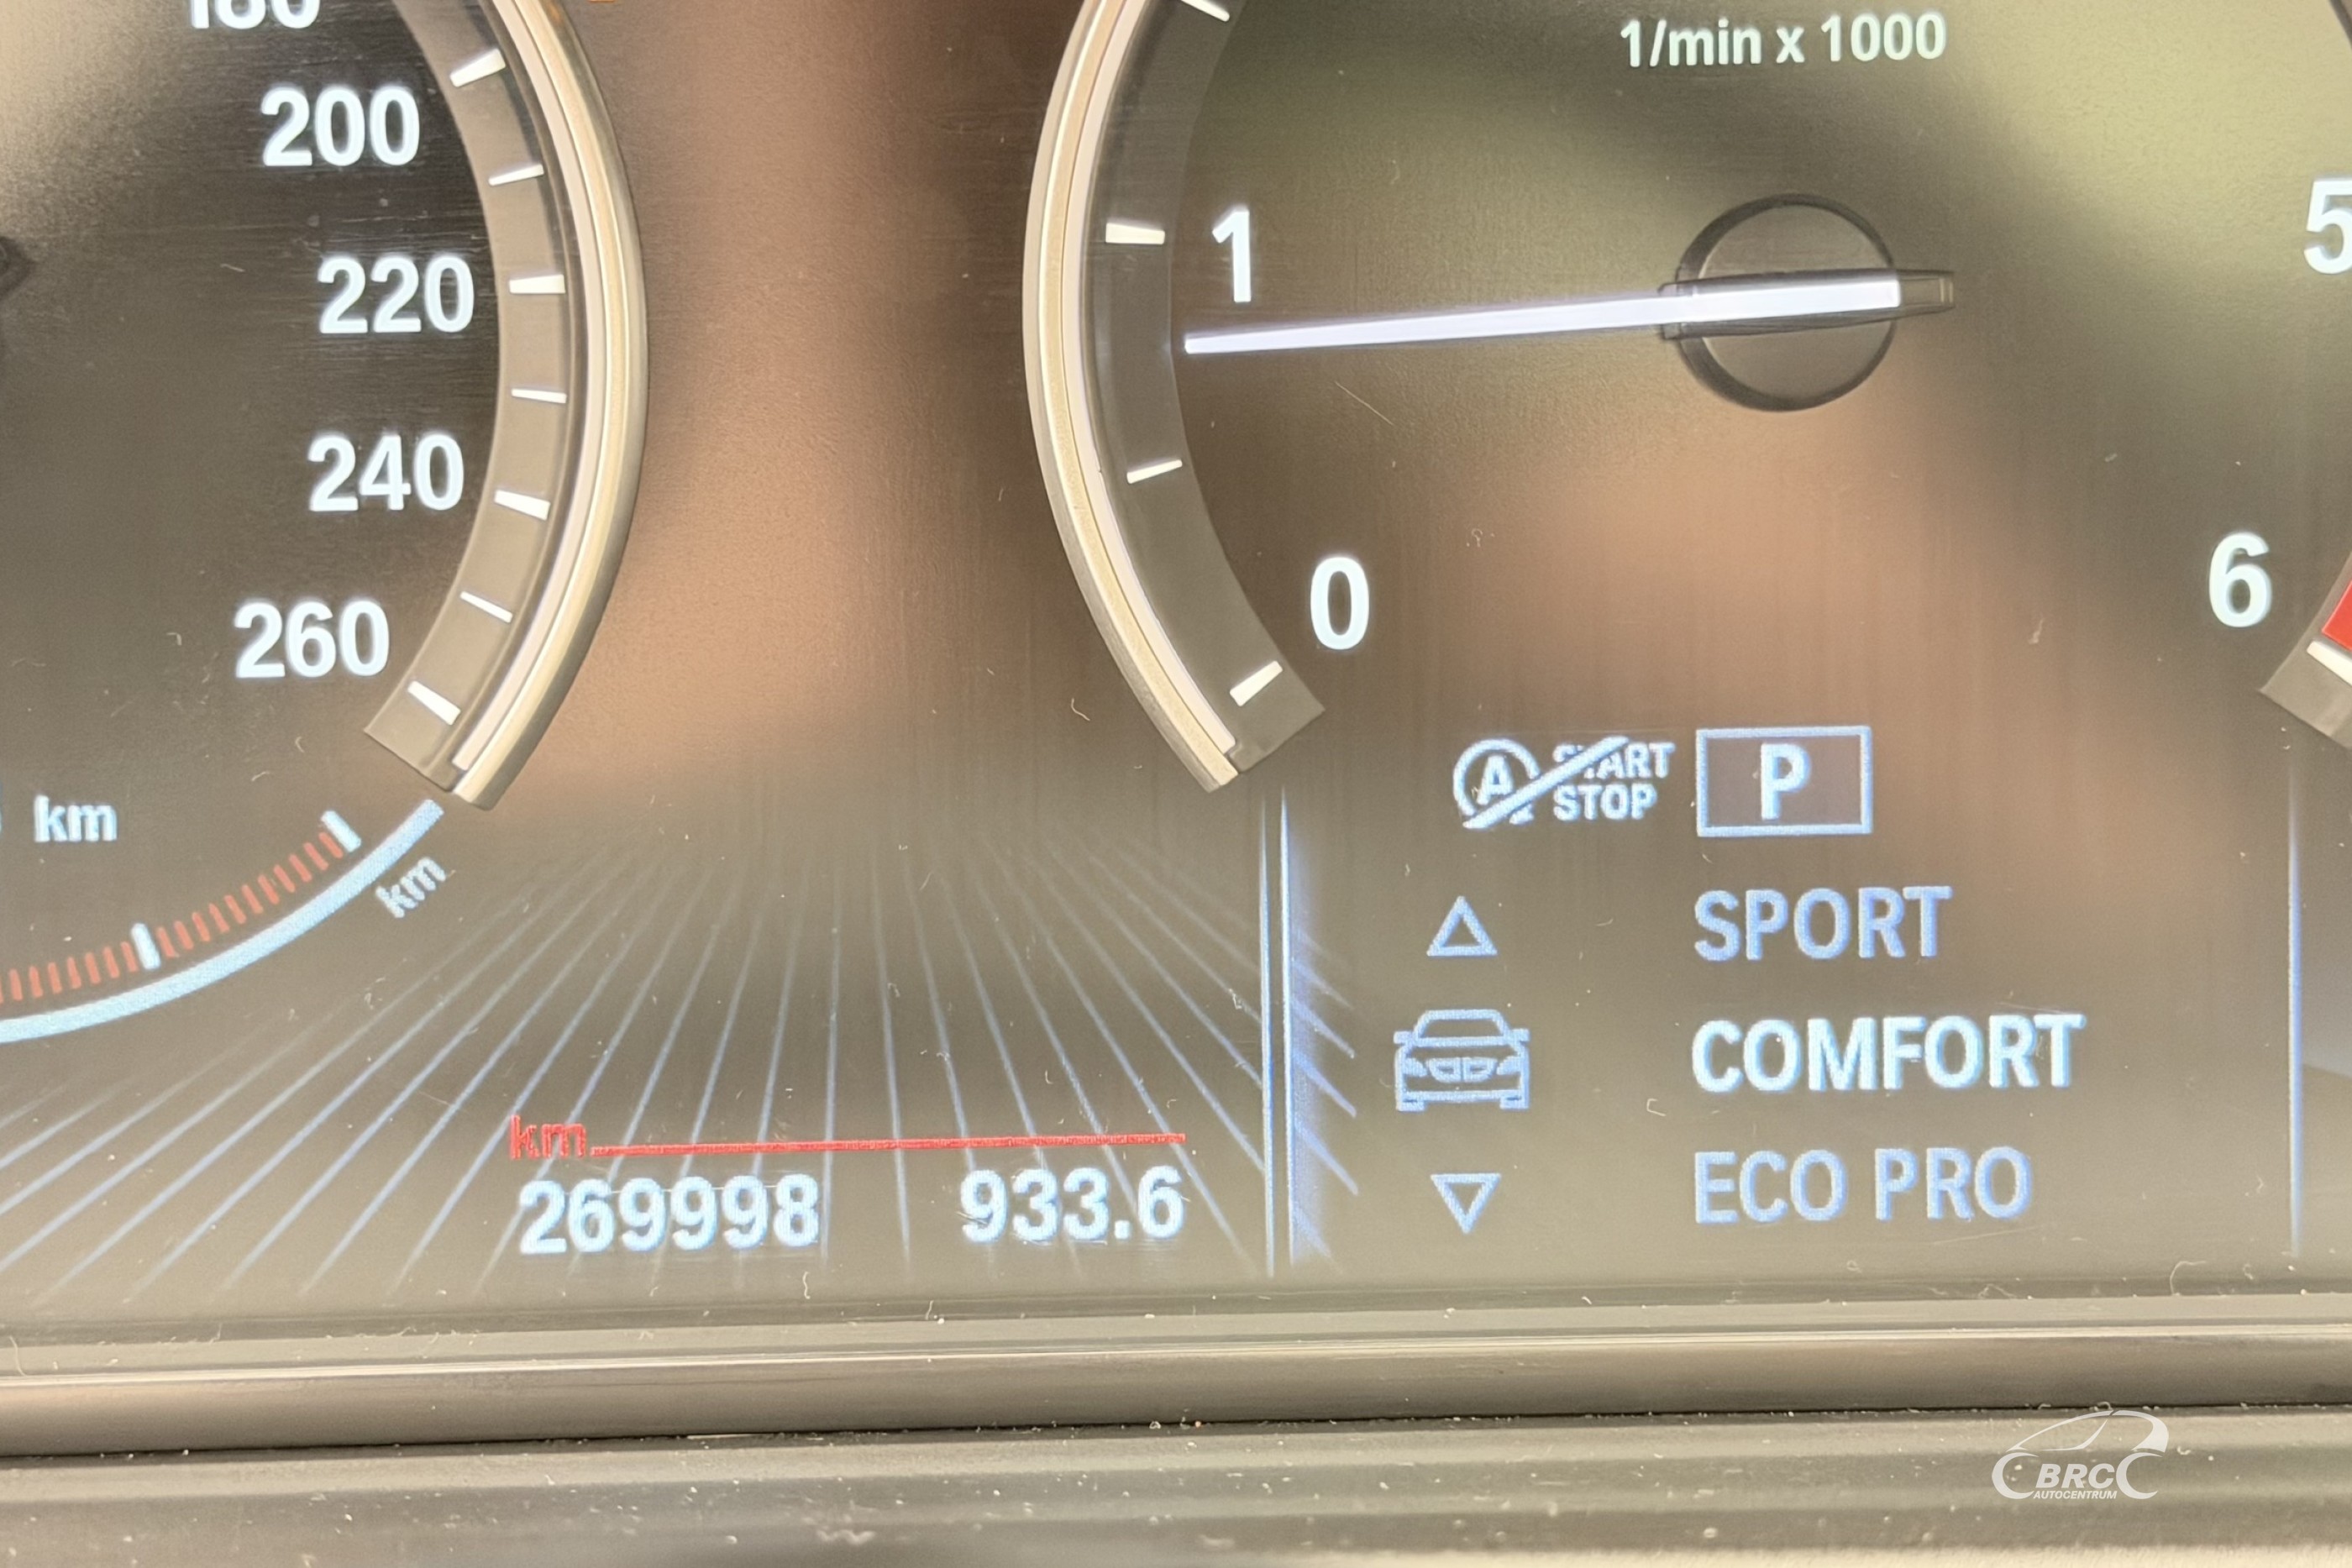 180
200
220
240
260
km
km
1/min x 1000
1
0
5
6
A START STOP
P
SPORT
COMFORT
ECO PRO
km
269998 933.6
BRC
AUTOCENTRUM